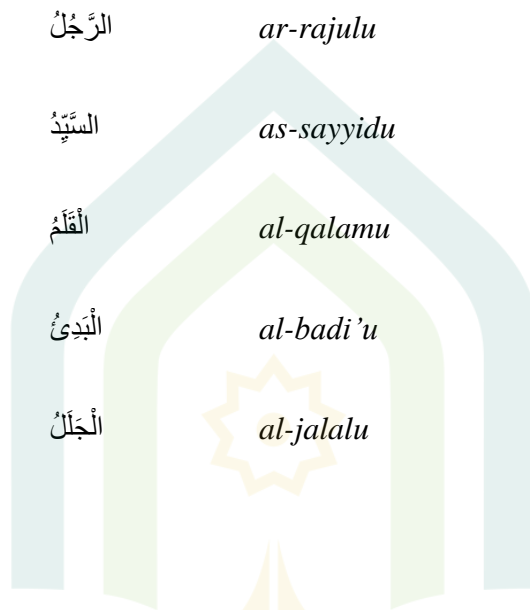 الرَّجُلُ ar-rajulu
السَّيِّدُ as-sayyidu
الْقَلَمُ al-qalamu
الْبَدِئُ al-badi’u
الْجَلَلُ al-jalalu